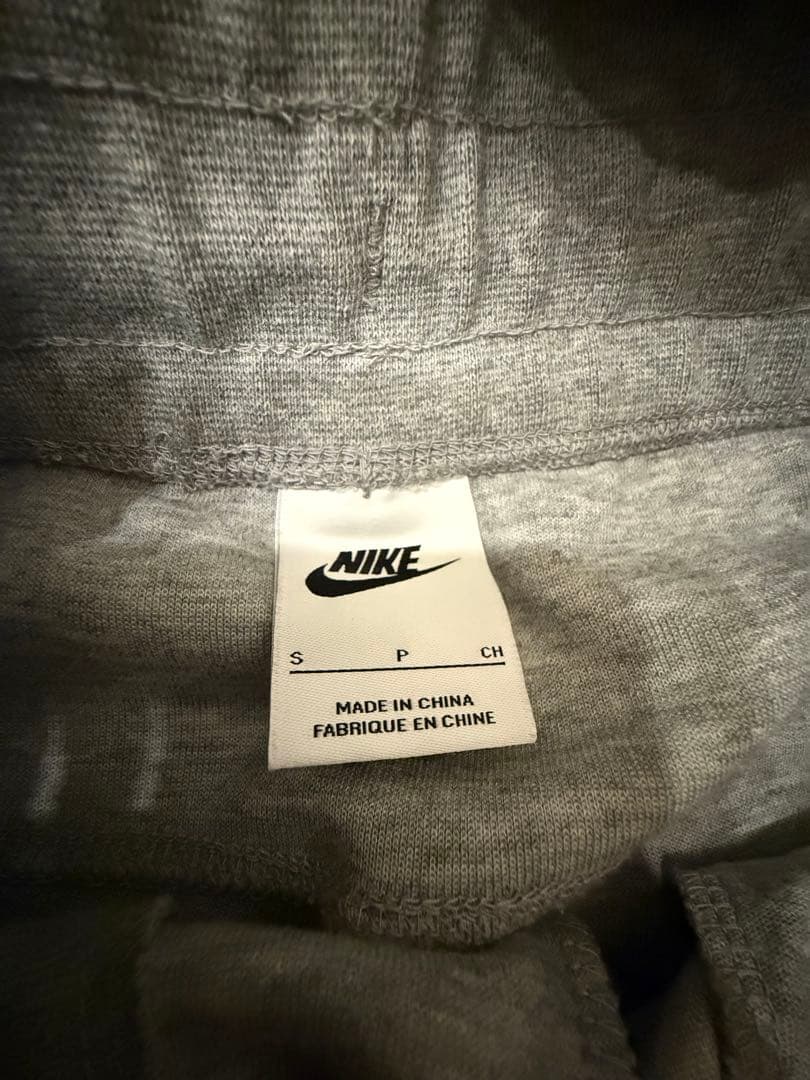 NIKE
S P CH
MADE IN CHINA
FABRIQUE EN CHINE